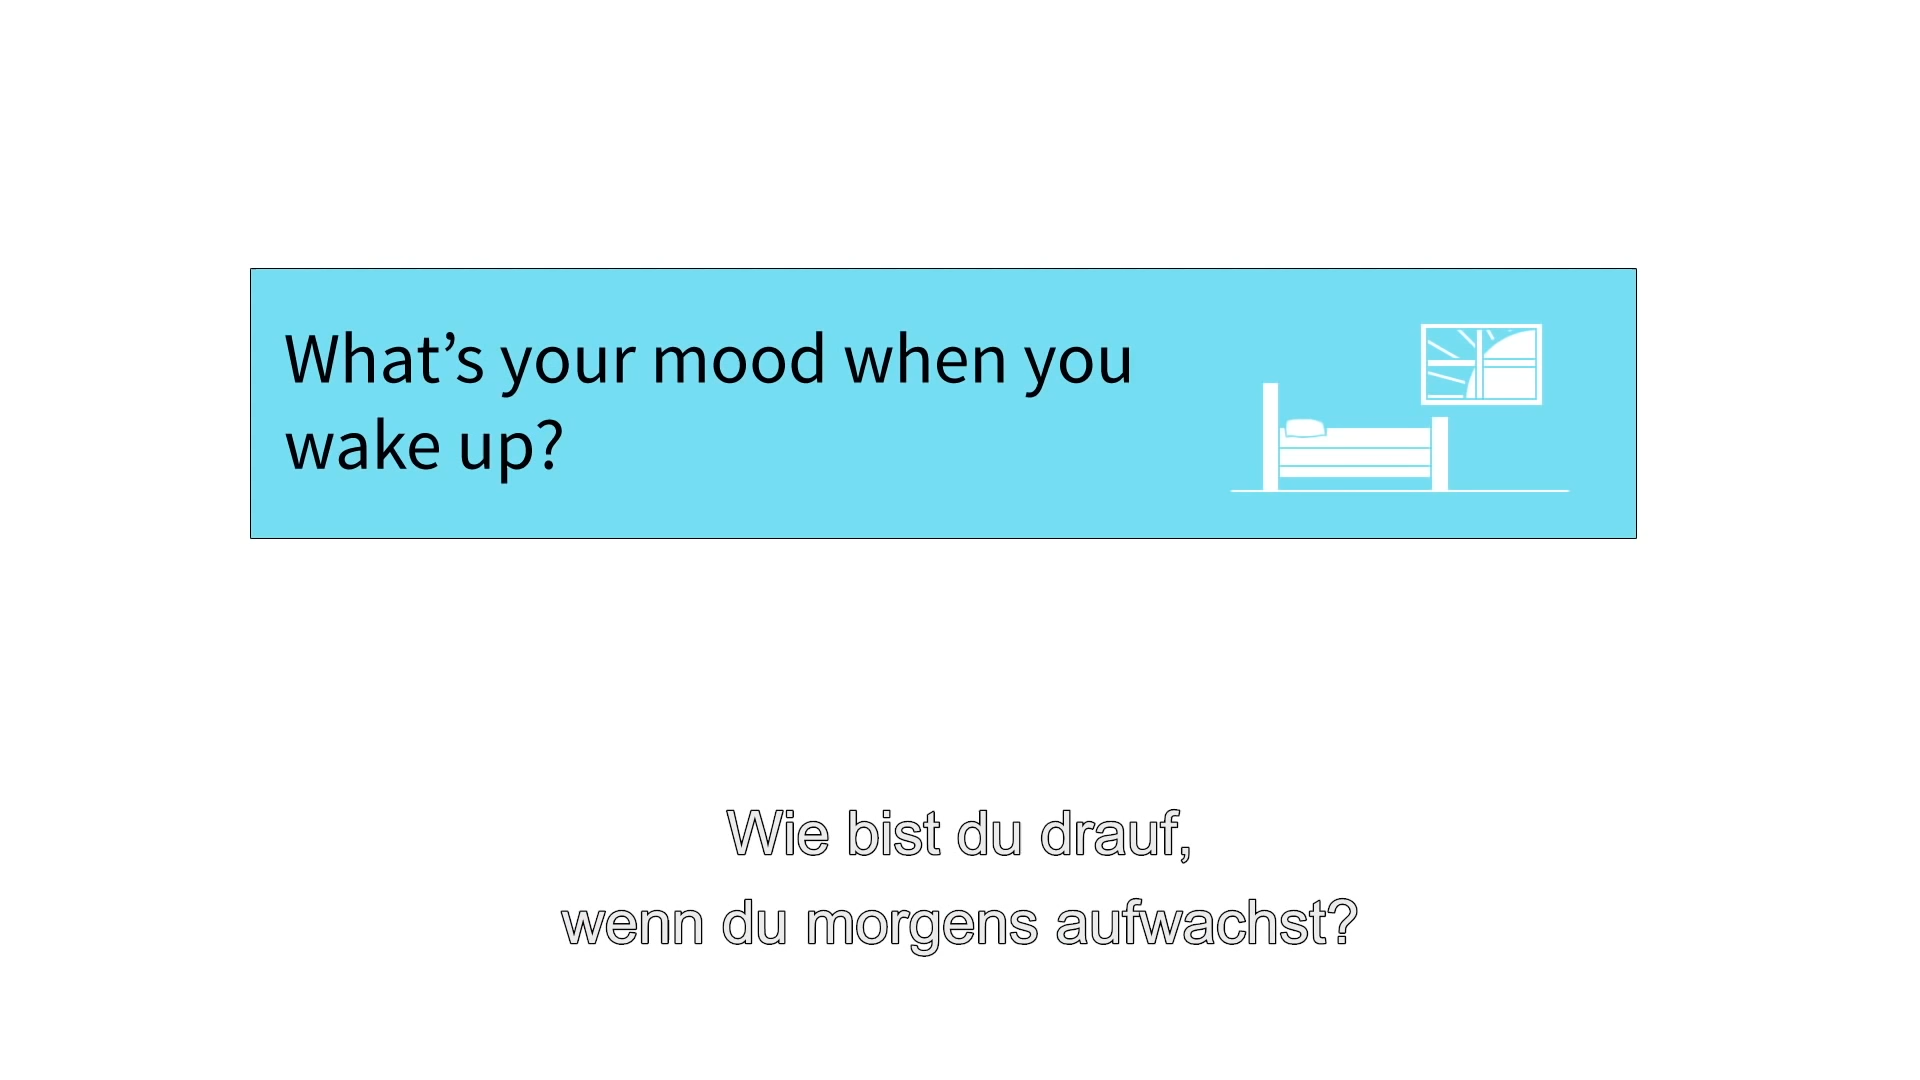 What’s your mood when you
wake up?
Wie bist du drauf,
wenn du morgens aufwachst?